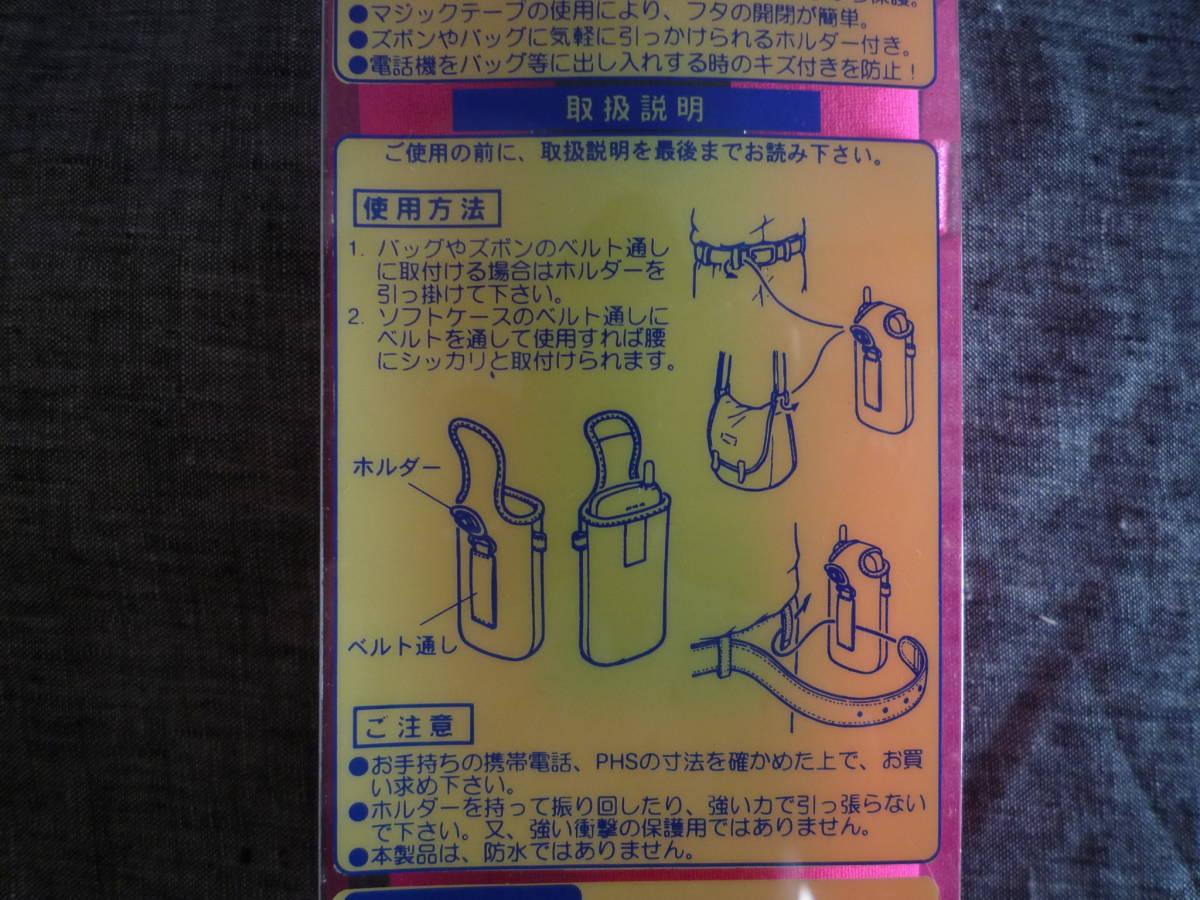 保護。
●マジックテープの使用により、フタの開閉が簡単。
●ズボンやバッグに気軽に引っかけられるホルダー付き。
●電話機をバッグ等に出し入れする時のキズ付きを防止！
取扱説明
ご使用の前に、取扱説明を最後までお読み下さい。
使用方法
1. バッグやズボンのベルト通し
に取付ける場合はホルダーを
引っ掛けて下さい。
2. ソフトケースのベルト通しに
ベルトを通して使用すれば腰
にシッカリと取付けられます。
ホルダー
ベルト通し
ご注意
●お手持ちの携帯電話、PHSの寸法を確かめた上で、お買
い求め下さい。
●ホルダーを持って振り回したり、強い力で引っ張らない
で下さい。又、強い衝撃の保護用ではありません。
●本製品は、防水ではありません。